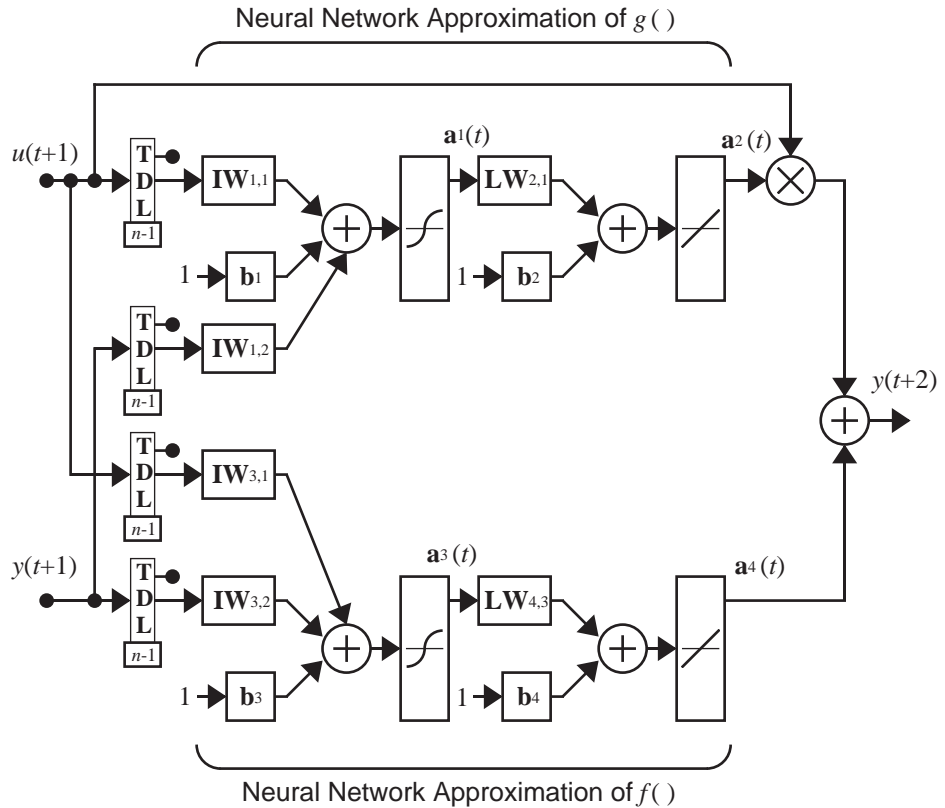 Neural Network Approximation of g ( )
a1(t)
a2 (t)
u(t+1)
T
D
L
n-1
IW1,1
LW2,1
1
b1
1
b2
T
D
L
n-1
IW1,2
y(t+2)
T
D
L
n-1
IW3,1
y(t+1)
a3 (t)
a4 (t)
T
D
L
n-1
IW3,2
LW4,3
1
b3
1
b4
Neural Network Approximation of f ( )